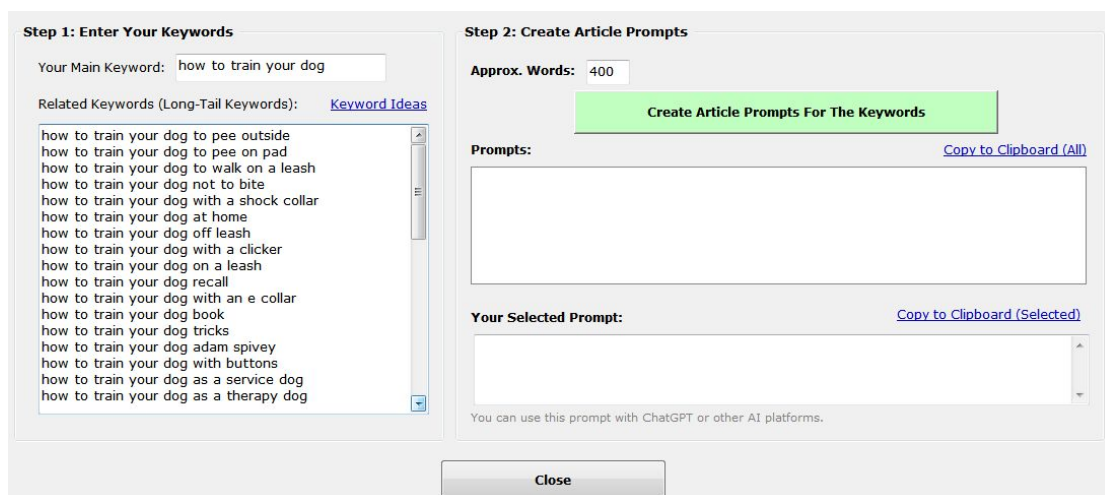 Step 1: Enter Your Keywords
Your Main Keyword: how to train your dog
Related Keywords (Long-Tail Keywords): Keyword Ideas
how to train your dog to pee outside
how to train your dog to pee on pad
how to train your dog to walk on a leash
how to train your dog not to bite
how to train your dog with a shock collar
how to train your dog at home
how to train your dog off leash
how to train your dog with a clicker
how to train your dog on a leash
how to train your dog recall
how to train your dog with an e collar
how to train your dog book
how to train your dog tricks
how to train your dog adam spivey
how to train your dog with buttons
how to train your dog as a service dog
how to train your dog as a therapy dog
Step 2: Create Article Prompts
Approx. Words: 400
Create Article Prompts For The Keywords
Prompts: Copy to Clipboard (All)
Your Selected Prompt: Copy to Clipboard (Selected)
You can use this prompt with ChatGPT or other AI platforms.
Close